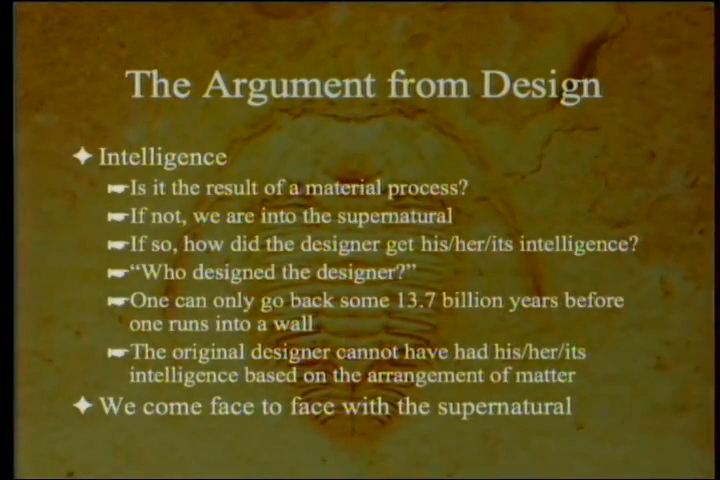 The Argument from Design
Intelligence
Is it the result of a material process?
If not, we are into the supernatural
If so, how did the designer get his/her/its intelligence?
“Who designed the designer?”
One can only go back some 13.7 billion years before
one runs into a wall
The original designer cannot have had his/her/its
intelligence based on the arrangement of matter
We come face to face with the supernatural